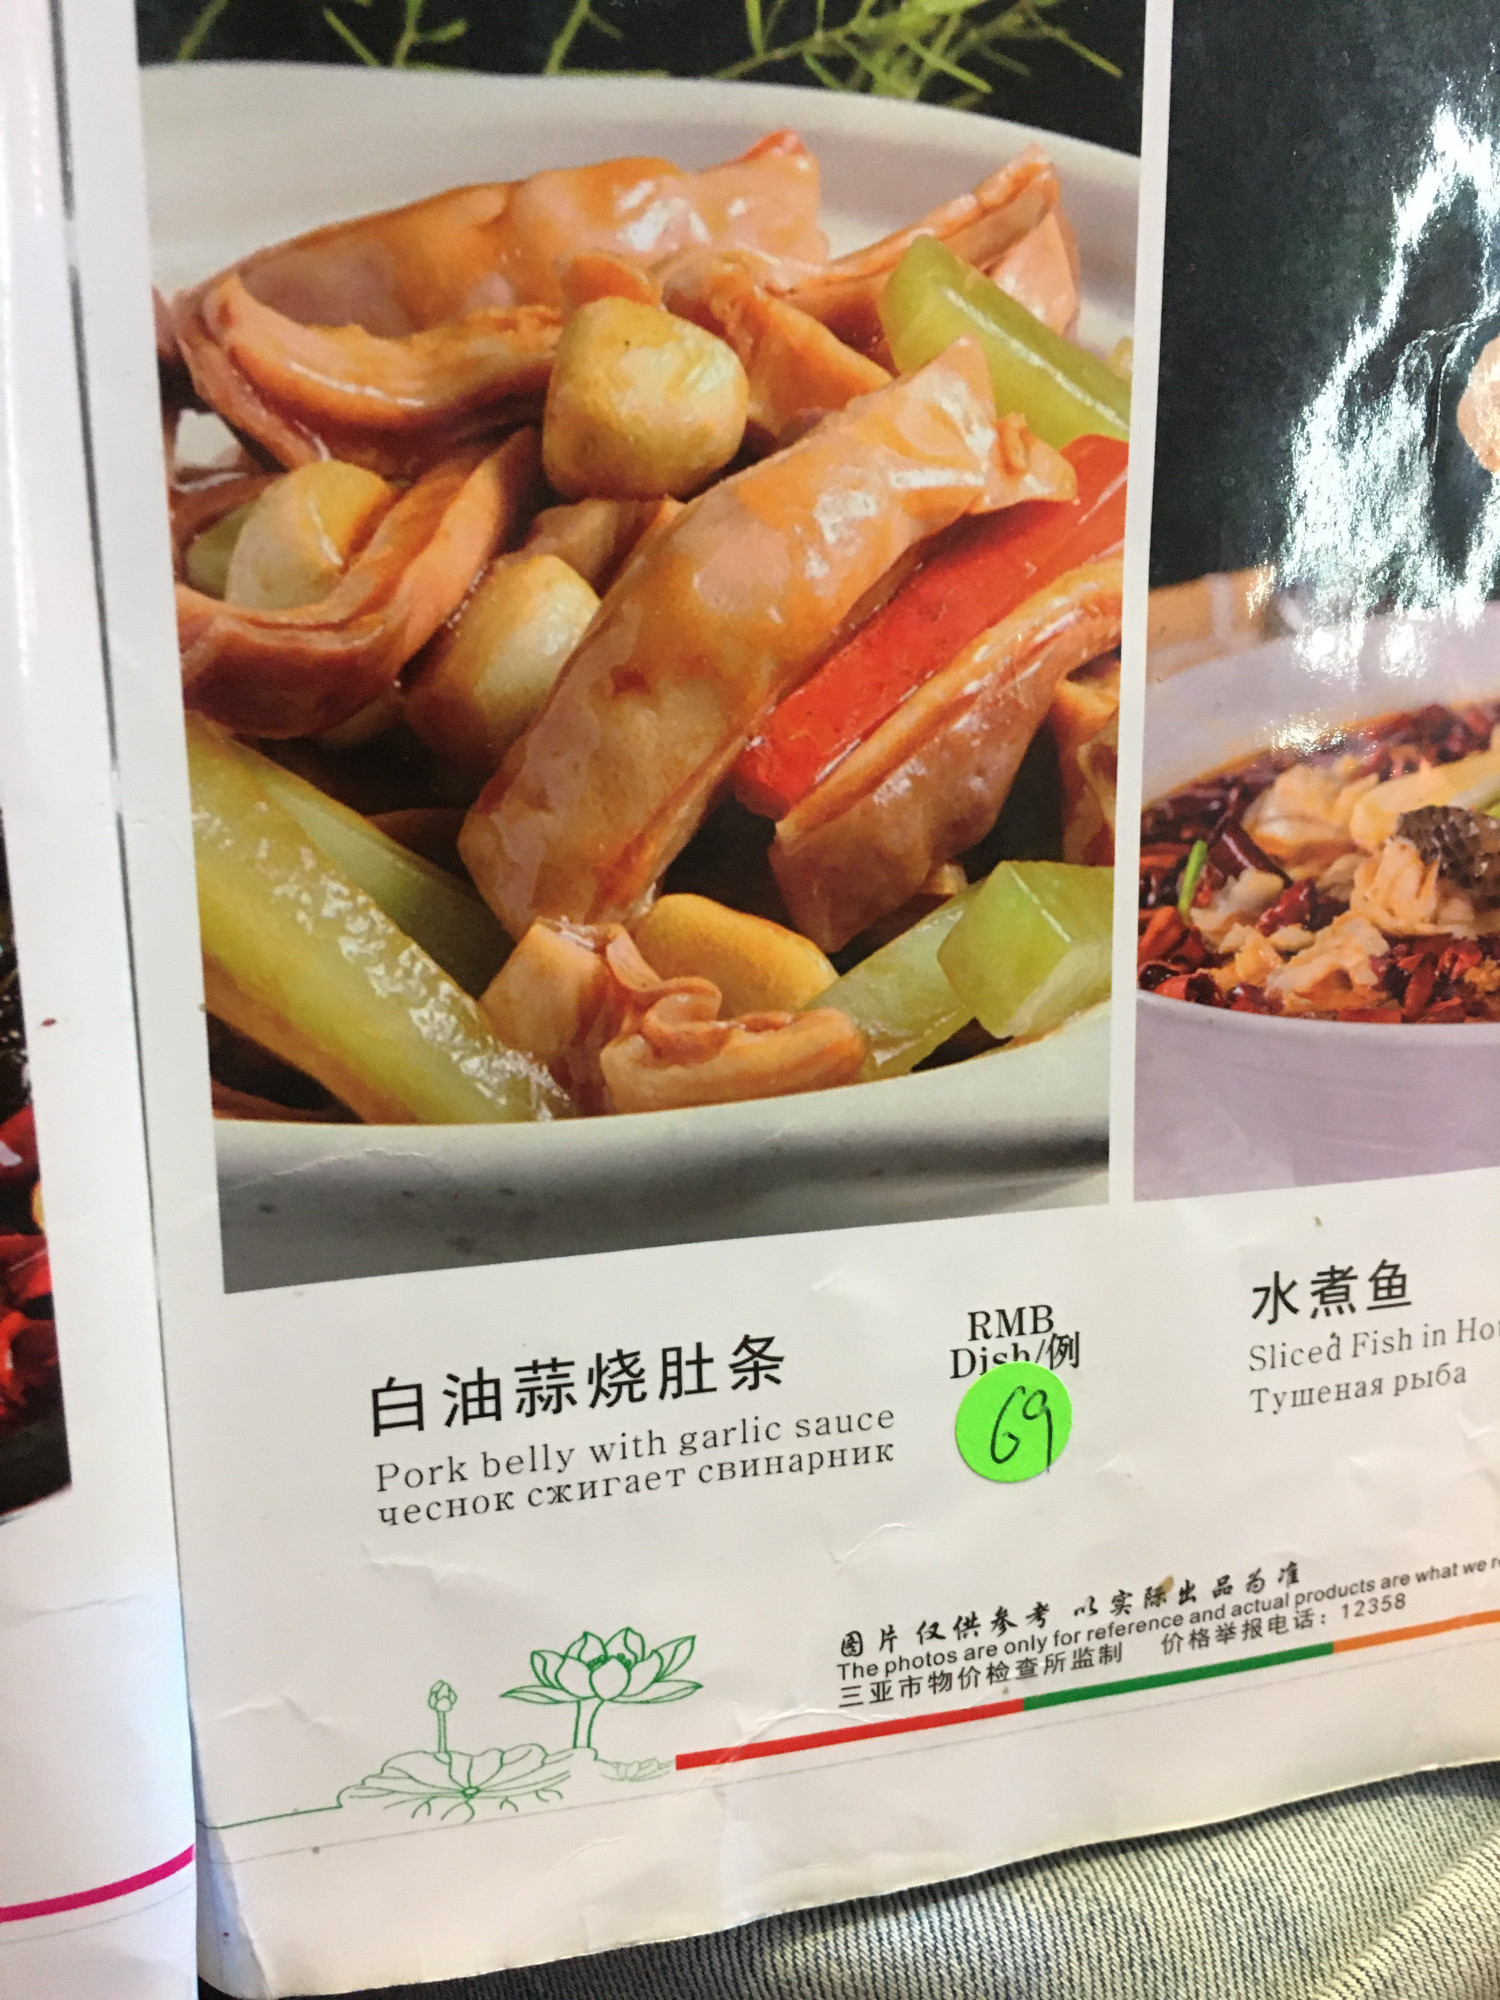 白油蒜烧肚条
Pork belly with garlic sauce
чеснок сжигает свинарник
RMB
Dish/例
69
水煮鱼
Sliced Fish in
Тушеная рыба
图片仅供参考 以实际出品为准
The photos are only for reference and actual products are what we
三亚市物价检查所监制 价格举报电话：12358